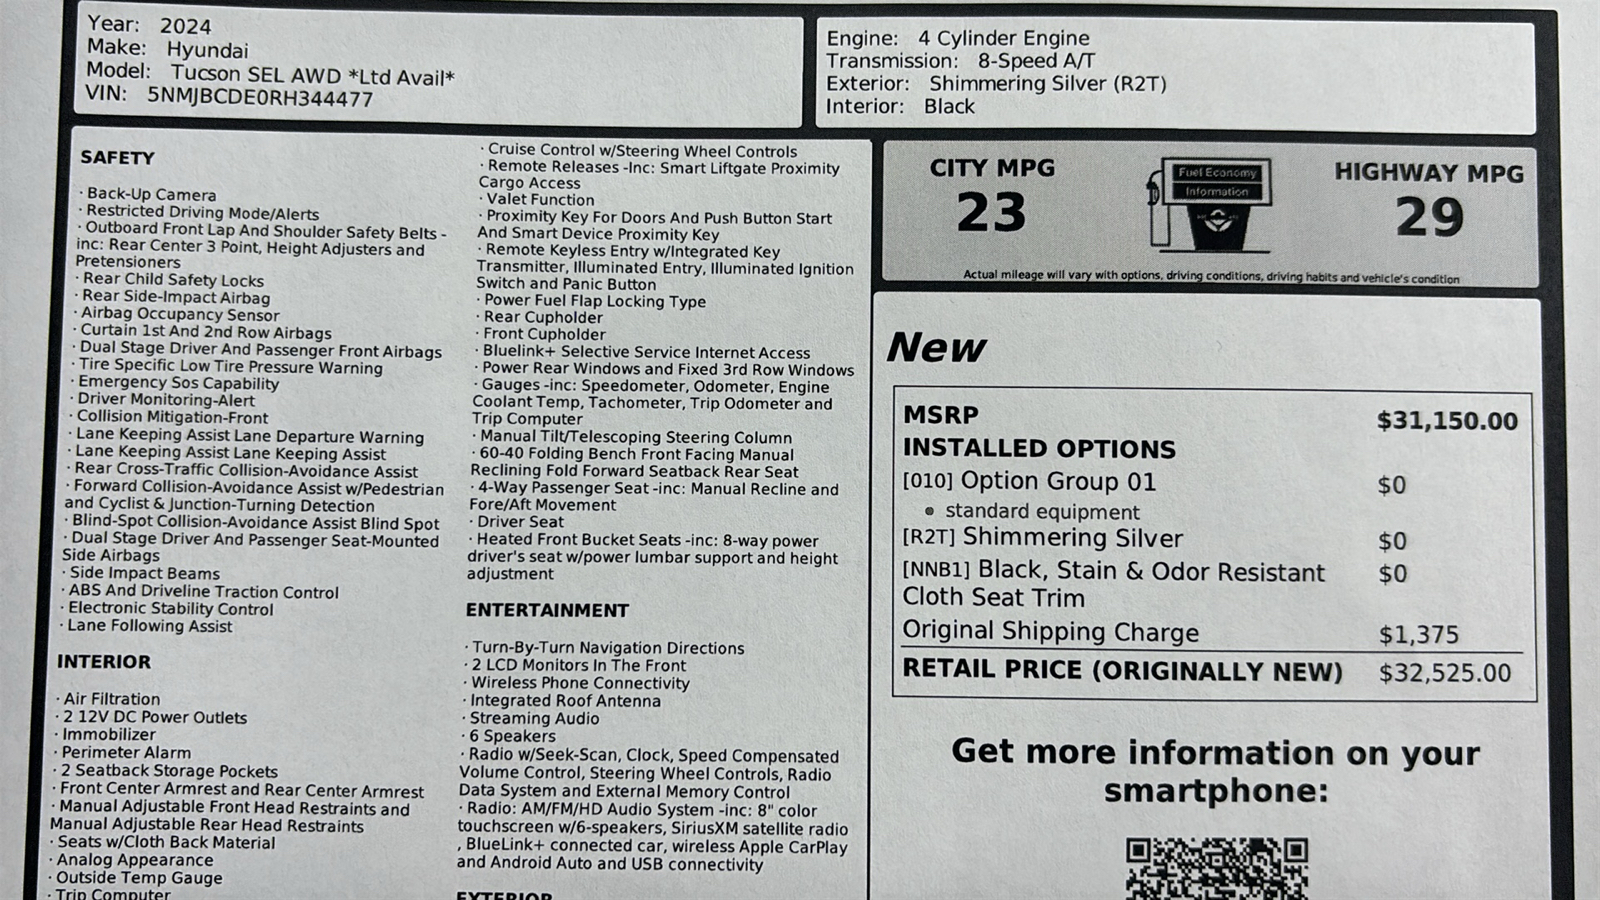 Year: 2024
Make: Hyundai
Model: Tucson SEL AWD *Ltd Avail*
VIN: 5NMJBCDE0RH344477
Engine: 4 Cylinder Engine
Transmission: 8-Speed A/T
Exterior: Shimmering Silver (R2T)
Interior: Black
SAFETY
· Back-Up Camera
· Restricted Driving Mode/Alerts
· Outboard Front Lap And Shoulder Safety Belts -
inc: Rear Center 3 Point, Height Adjusters and
Pretensioners
· Rear Child Safety Locks
· Rear Side-Impact Airbag
· Airbag Occupancy Sensor
· Curtain 1st And 2nd Row Airbags
· Dual Stage Driver And Passenger Front Airbags
· Tire Specific Low Tire Pressure Warning
· Emergency Sos Capability
· Driver Monitoring-Alert
· Collision Mitigation-Front
· Lane Keeping Assist Lane Departure Warning
· Lane Keeping Assist Lane Keeping Assist
· Rear Cross-Traffic Collision-Avoidance Assist
· Forward Collision-Avoidance Assist w/Pedestrian
and Cyclist & Junction-Turning Detection
· Blind-Spot Collision-Avoidance Assist Blind Spot
· Dual Stage Driver And Passenger Seat-Mounted
Side Airbags
· Side Impact Beams
· ABS And Driveline Traction Control
· Electronic Stability Control
· Lane Following Assist
INTERIOR
· Air Filtration
· 2 12V DC Power Outlets
· Immobilizer
· Perimeter Alarm
· 2 Seatback Storage Pockets
· Front Center Armrest and Rear Center Armrest
· Manual Adjustable Front Head Restraints and
Manual Adjustable Rear Head Restraints
· Seats w/Cloth Back Material
· Analog Appearance
· Outside Temp Gauge
· Trip Computer
· Cruise Control w/Steering Wheel Controls
· Remote Releases -Inc: Smart Liftgate Proximity
Cargo Access
· Valet Function
· Proximity Key For Doors And Push Button Start
And Smart Device Proximity Key
· Remote Keyless Entry w/Integrated Key
Transmitter, Illuminated Entry, Illuminated Ignition
Switch and Panic Button
· Power Fuel Flap Locking Type
· Rear Cupholder
· Front Cupholder
· Bluelink+ Selective Service Internet Access
· Power Rear Windows and Fixed 3rd Row Windows
· Gauges -inc: Speedometer, Odometer, Engine
Coolant Temp, Tachometer, Trip Odometer and
Trip Computer
· Manual Tilt/Telescoping Steering Column
· 60-40 Folding Bench Front Facing Manual
Reclining Fold Forward Seatback Rear Seat
· 4-Way Passenger Seat -inc: Manual Recline and
Fore/Aft Movement
· Driver Seat
· Heated Front Bucket Seats -inc: 8-way power
driver's seat w/power lumbar support and height
adjustment
ENTERTAINMENT
· Turn-By-Turn Navigation Directions
· 2 LCD Monitors In The Front
· Wireless Phone Connectivity
· Integrated Roof Antenna
· Streaming Audio
· 6 Speakers
· Radio w/Seek-Scan, Clock, Speed Compensated
Volume Control, Steering Wheel Controls, Radio
Data System and External Memory Control
· Radio: AM/FM/HD Audio System -inc: 8" color
touchscreen w/6-speakers, SiriusXM satellite radio
, BlueLink+ connected car, wireless Apple CarPlay
and Android Auto and USB connectivity
EXTERIOR
CITY MPG
23
Fuel Economy
Information
HIGHWAY MPG
29
Actual mileage will vary with options, driving conditions, driving habits and vehicle's condition
New
MSRP $31,150.00
INSTALLED OPTIONS
[010] Option Group 01 $0
• standard equipment
[R2T] Shimmering Silver $0
[NNB1] Black, Stain & Odor Resistant $0
Cloth Seat Trim
Original Shipping Charge $1,375
RETAIL PRICE (ORIGINALLY NEW) $32,525.00
Get more information on your
smartphone: